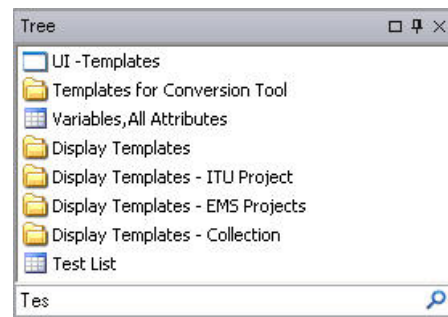 Tree
UI -Templates
Templates for Conversion Tool
Variables,All Attributes
Display Templates
Display Templates - ITU Project
Display Templates - EMS Projects
Display Templates - Collection
Test List
Tes